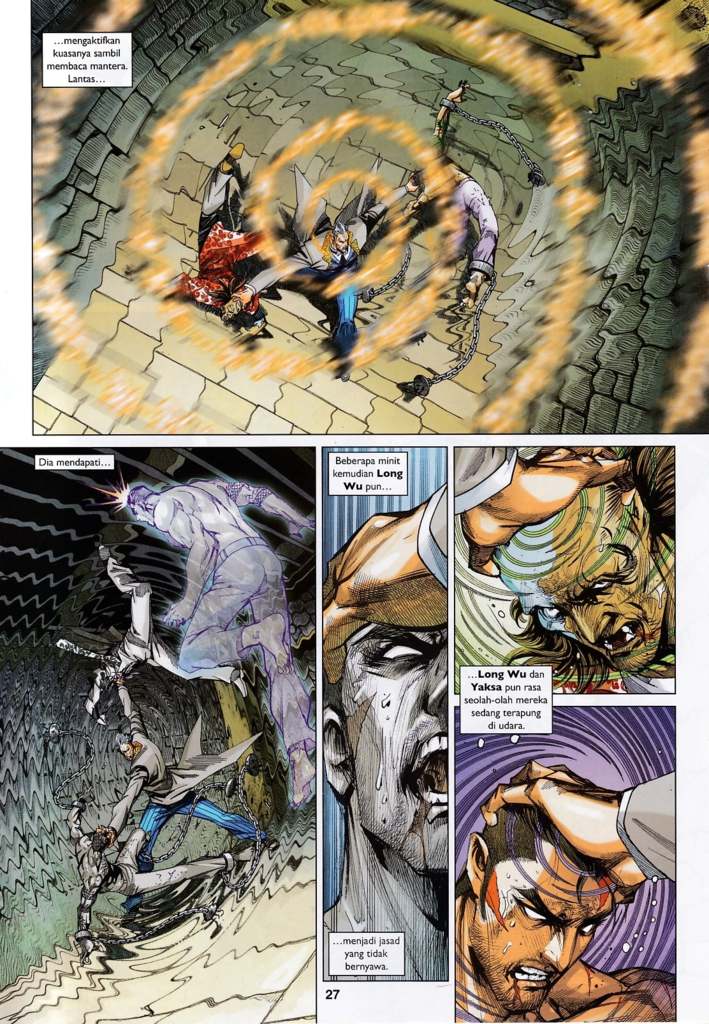 ...mengaktifkan
kuasanya sambil
membaca mantera.
Lantas...
Dia mendapati...
Beberapa minit
kemudian Long
Wu pun...
...menjadi jasad
yang tidak
bernyawa.
...Long Wu dan
Yaksa pun rasa
seolah-olah mereka
sedang terapung
di udara.
27